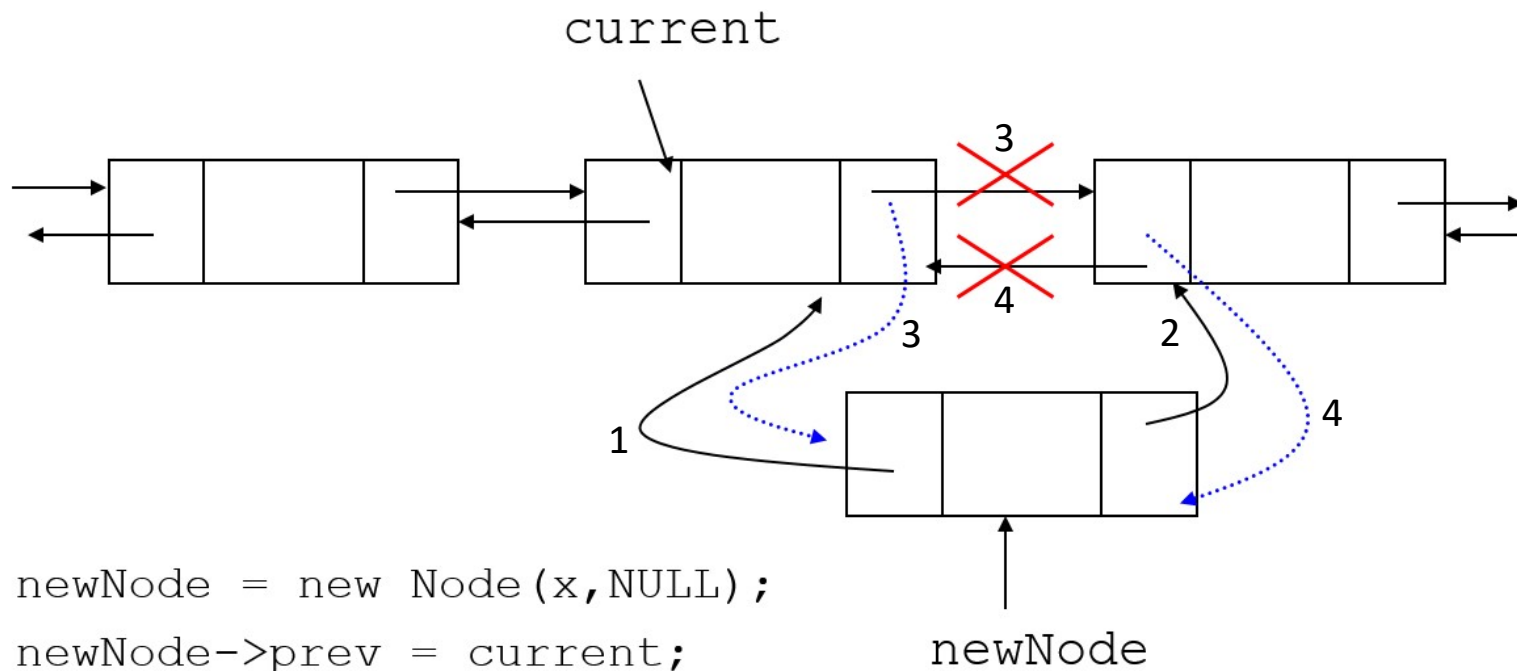 current
3
4
3
2
4
1
newNode = new Node(x,NULL);
newNode->prev = current;
newNode